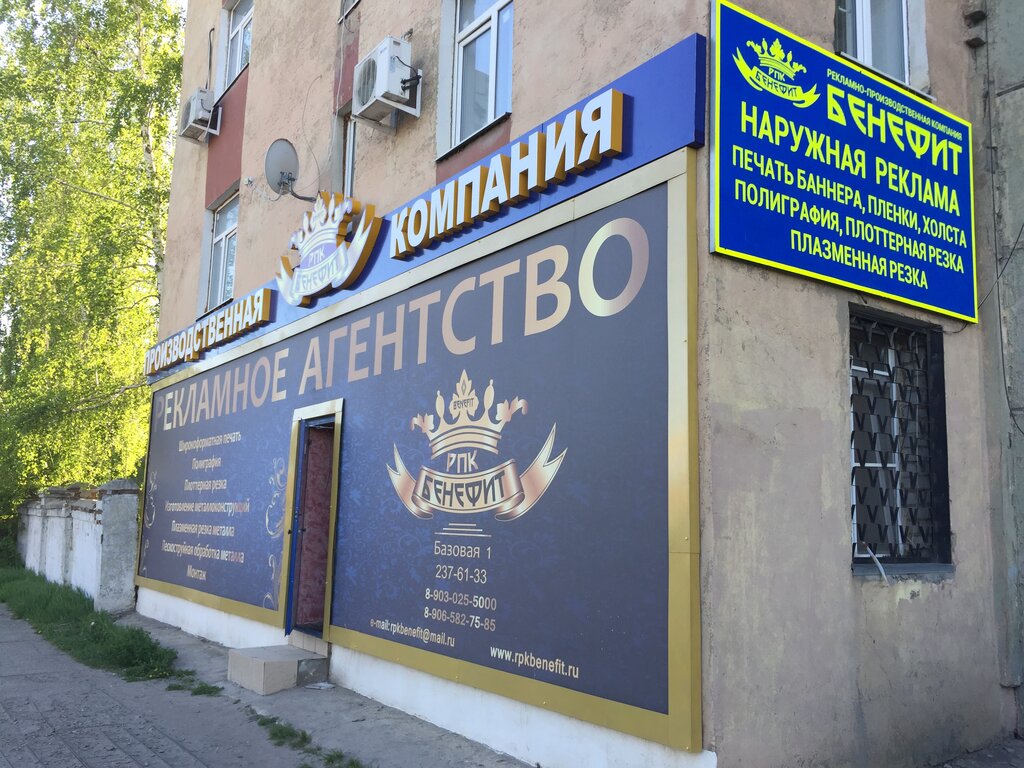 ПРОИЗВОДСТВЕННАЯ
РПК
БЕНЕФИТ
КОМПАНИЯ
РЕКЛАМНОЕ АГЕНТСТВО
Широкоформатная печать
Полиграфия
Плоттерная резка
Изготовление металлоконструкций
Плазменная резка металла
Пескоструйная обработка металла
Монтаж
БЕНЕФИТ
РПК
БЕНЕФИТ
Базовая 1
237-61-33
8-903-025-5000
8-906-582-75-85
e-mail: rpkbenefit@mail.ru
www.rpkbenefit.ru
РПК
БЕНЕФИТ
РЕКЛАМНО-ПРОИЗВОДСТВЕННАЯ КОМПАНИЯ
БЕНЕФИТ
НАРУЖНАЯ РЕКЛАМА
ПЕЧАТЬ БАННЕРА, ПЛЕНКИ, ХОЛСТА
ПОЛИГРАФИЯ, ПЛОТТЕРНАЯ РЕЗКА
ПЛАЗМЕННАЯ РЕЗКА